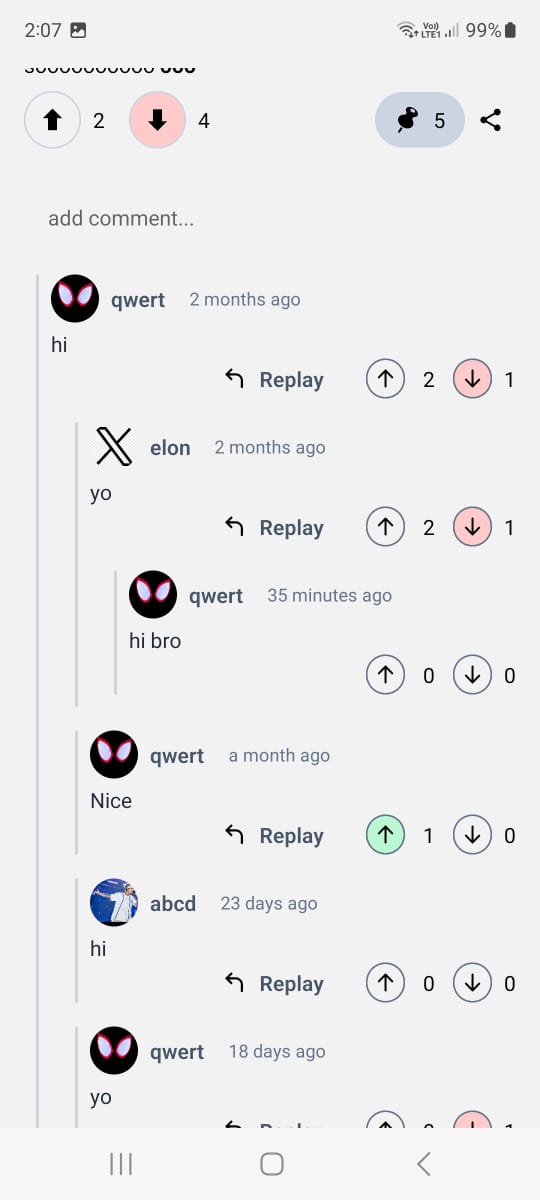 2:07 Vo)) LTE1 99%
2 4 5
add comment...
qwert 2 months ago
hi
Replay 2 1
elon 2 months ago
yo
Replay 2 1
qwert 35 minutes ago
hi bro
0 0
qwert a month ago
Nice
Replay 1 0
abcd 23 days ago
hi
Replay 0 0
qwert 18 days ago
yo